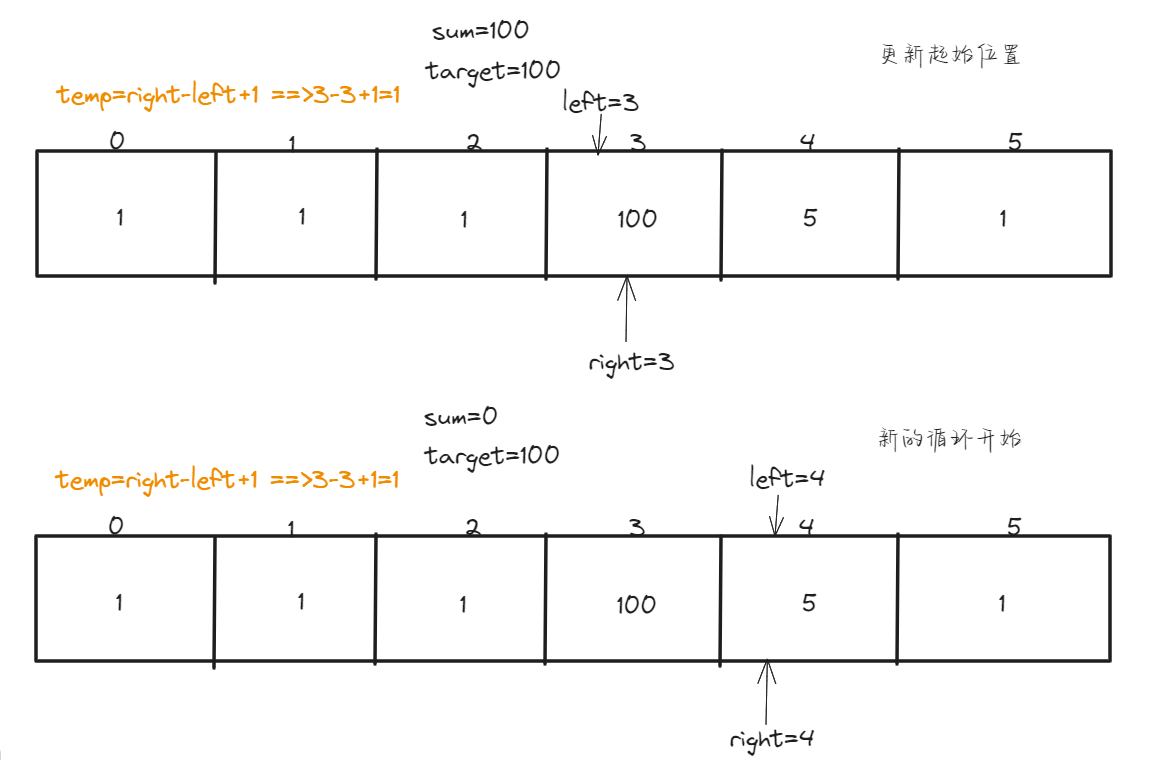 sum=100
更新起始位置
target=100
temp=right-left+1 ==>3-3+1=1
left=3
0 1 2 3 4 5
1 1 1 100 5 1
right=3
sum=0
新的循环开始
target=100
temp=right-left+1 ==>3-3+1=1
left=4
0 1 2 3 4 5
1 1 1 100 5 1
right=4